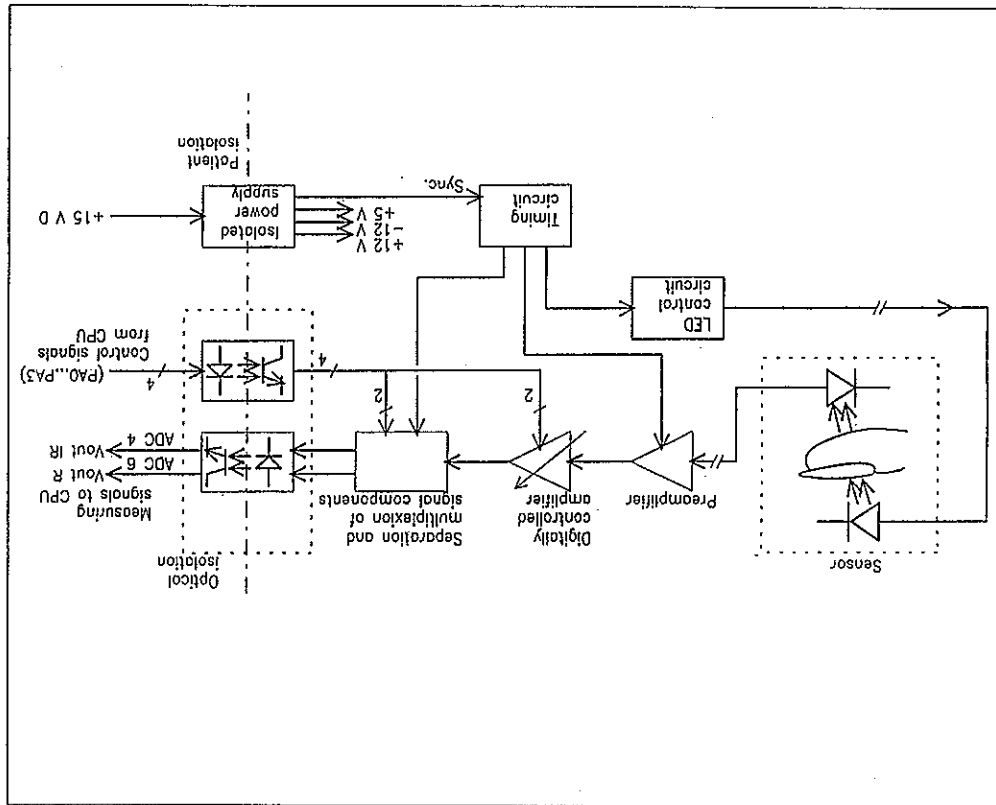 Sensor
Preamplifier
Digitally
controlled
amplifier
Separation and
multiplaxion of
signal components
Optical
isolation
Measuring
signals to CPU
ADC 6
Vout R
ADC 4
Vout IR
2
2
4
4
(PA0...PA3)
Control signals
from CPU
LED
control
circuit
Timing
circuit
Sync.
+12 V
-12 V
+5 V
Isolated
power
supply
+15 V D
Patient
isolation